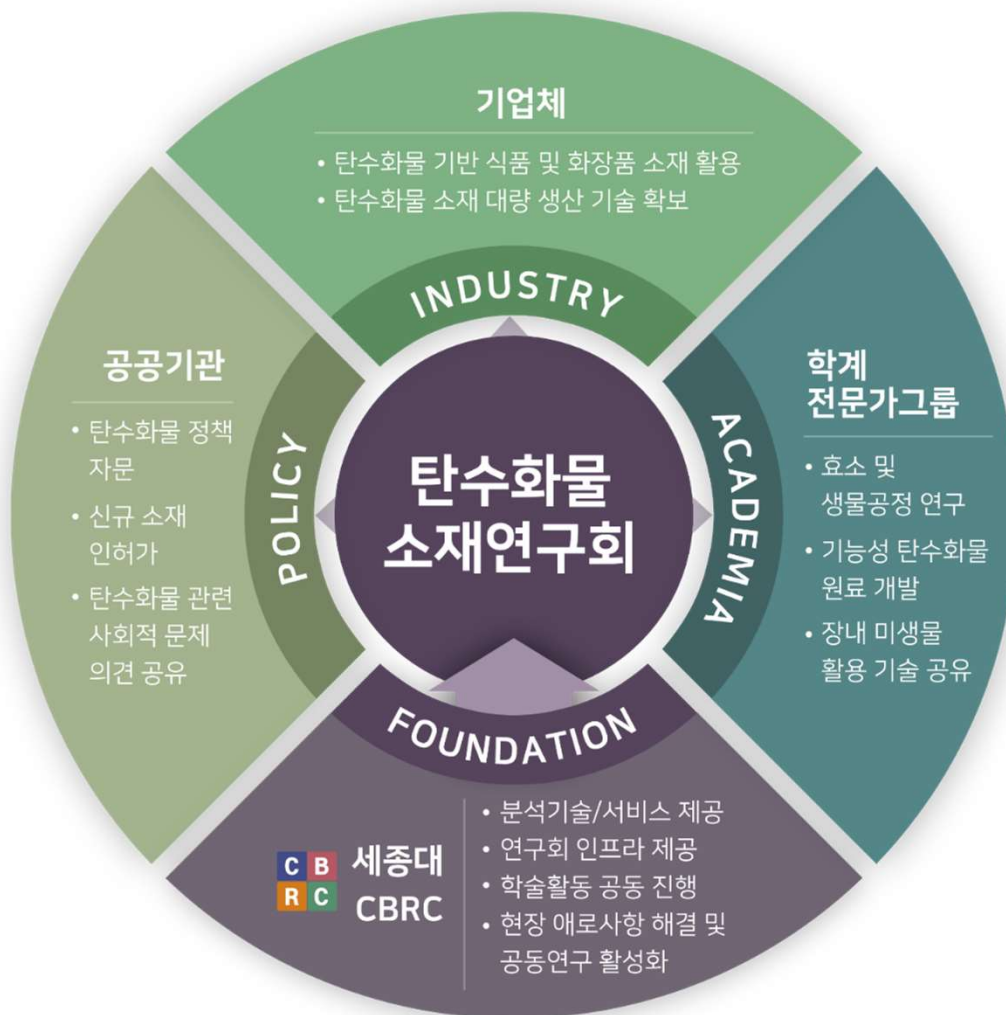 기업체
• 탄수화물 기반 식품 및 화장품 소재 활용
• 탄수화물 소재 대량 생산 기술 확보
INDUSTRY
공공기관
• 탄수화물 정책
자문
• 신규 소재
인허가
• 탄수화물 관련
사회적 문제
의견 공유
POLICY
탄수화물
소재연구회
ACADEMIA
학계
전문가그룹
• 효소 및
생물공정 연구
• 기능성 탄수화물
원료 개발
• 장내 미생물
활용 기술 공유
FOUNDATION
C B
R C
세종대
CBRC
• 분석기술/서비스 제공
• 연구회 인프라 제공
• 학술활동 공동 진행
• 현장 애로사항 해결 및
공동연구 활성화